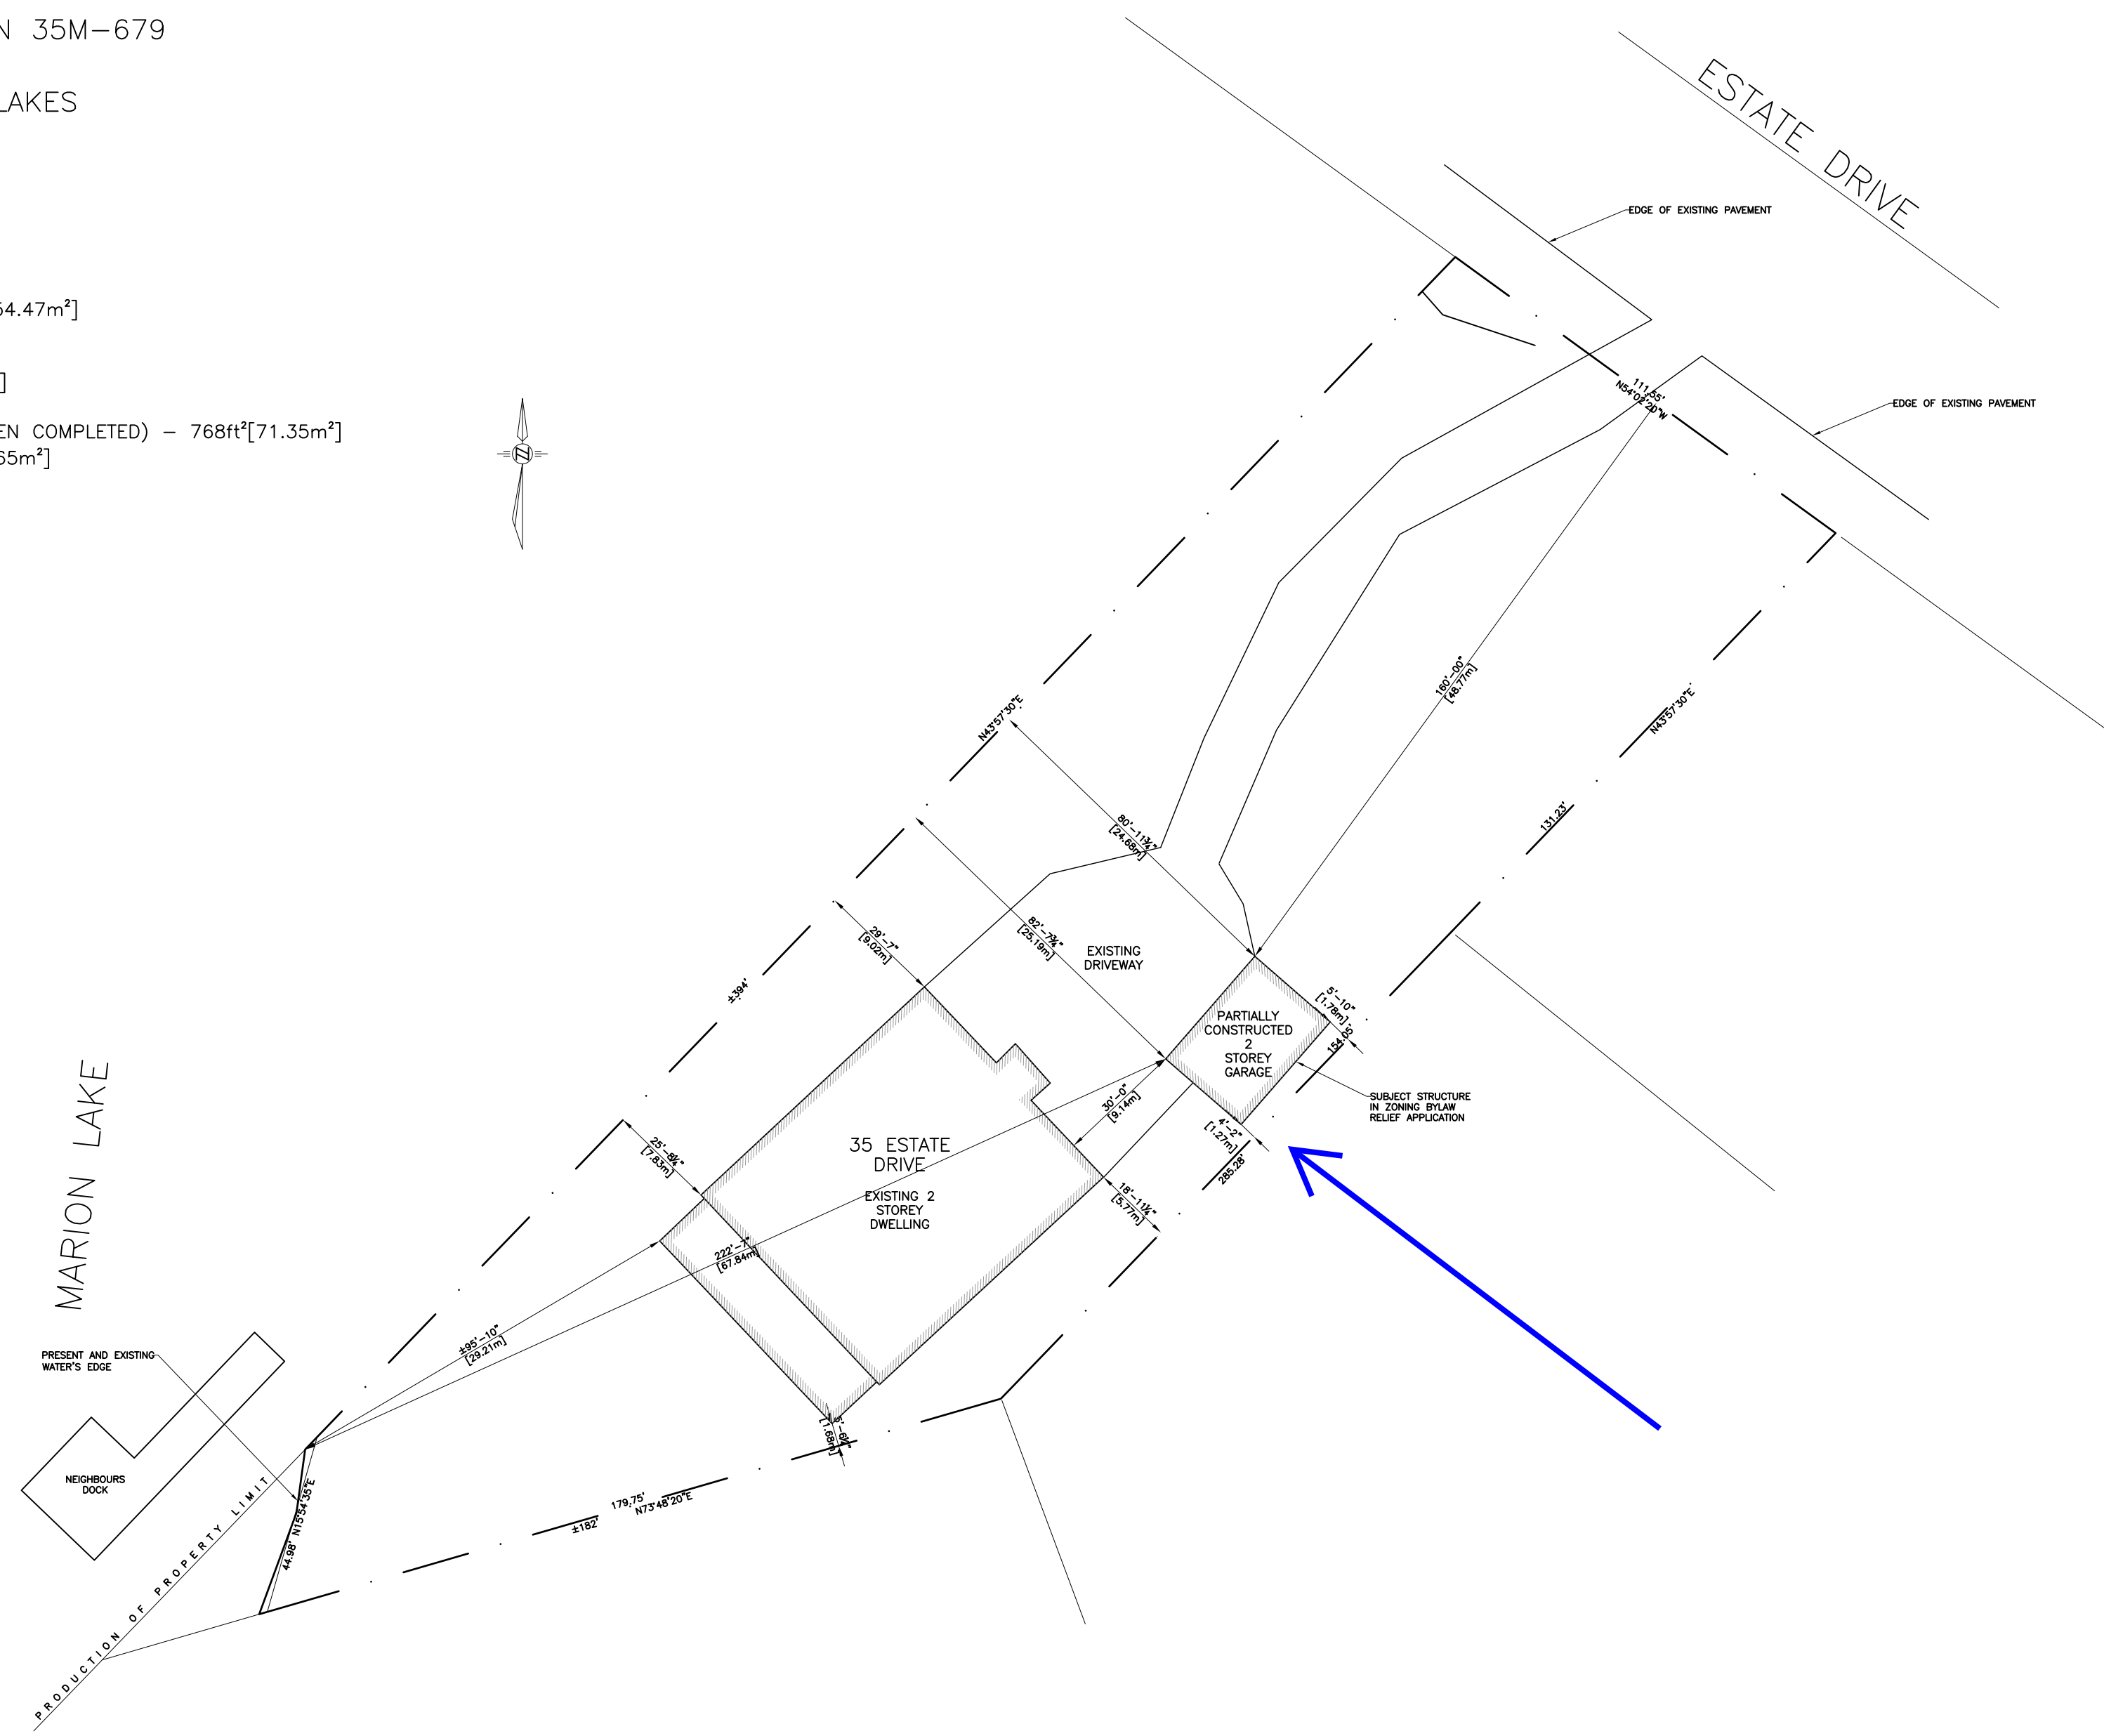 N 35M-679
LAKES
54.47m²]
]
EN COMPLETED) - 768ft²[71.35m²]
65m²]
ESTATE DRIVE
EDGE OF EXISTING PAVEMENT
EDGE OF EXISTING PAVEMENT
111.55'
N54°02'20"W
160'-00"
[48.77m]
N43°57'30"E
N43°57'30"E
131.23'
80'-11¾"
[24.68m]
82'-7¾"
[25.19m]
29'-7"
[9.02m]
EXISTING
DRIVEWAY
±394'
5'-10"
[1.78m]
154.05'
PARTIALLY
CONSTRUCTED
2
STOREY
GARAGE
SUBJECT STRUCTURE
IN ZONING BYLAW
RELIEF APPLICATION
30'-0"
[9.14m]
4'-2"
[1.27m]
285.28'
35 ESTATE
DRIVE
EXISTING 2
STOREY
DWELLING
25'-8¼"
[7.83m]
18'-11¼"
[5.77m]
222'-7"
[67.84m]
MARION LAKE
±95'-10"
[29.21m]
PRESENT AND EXISTING
WATER'S EDGE
5'-6¼"
[1.68m]
NEIGHBOURS
DOCK
179.75'
N73°48'20"E
±182'
44.98' N15°54'35"E
PRODUCTION OF PROPERTY LIMIT